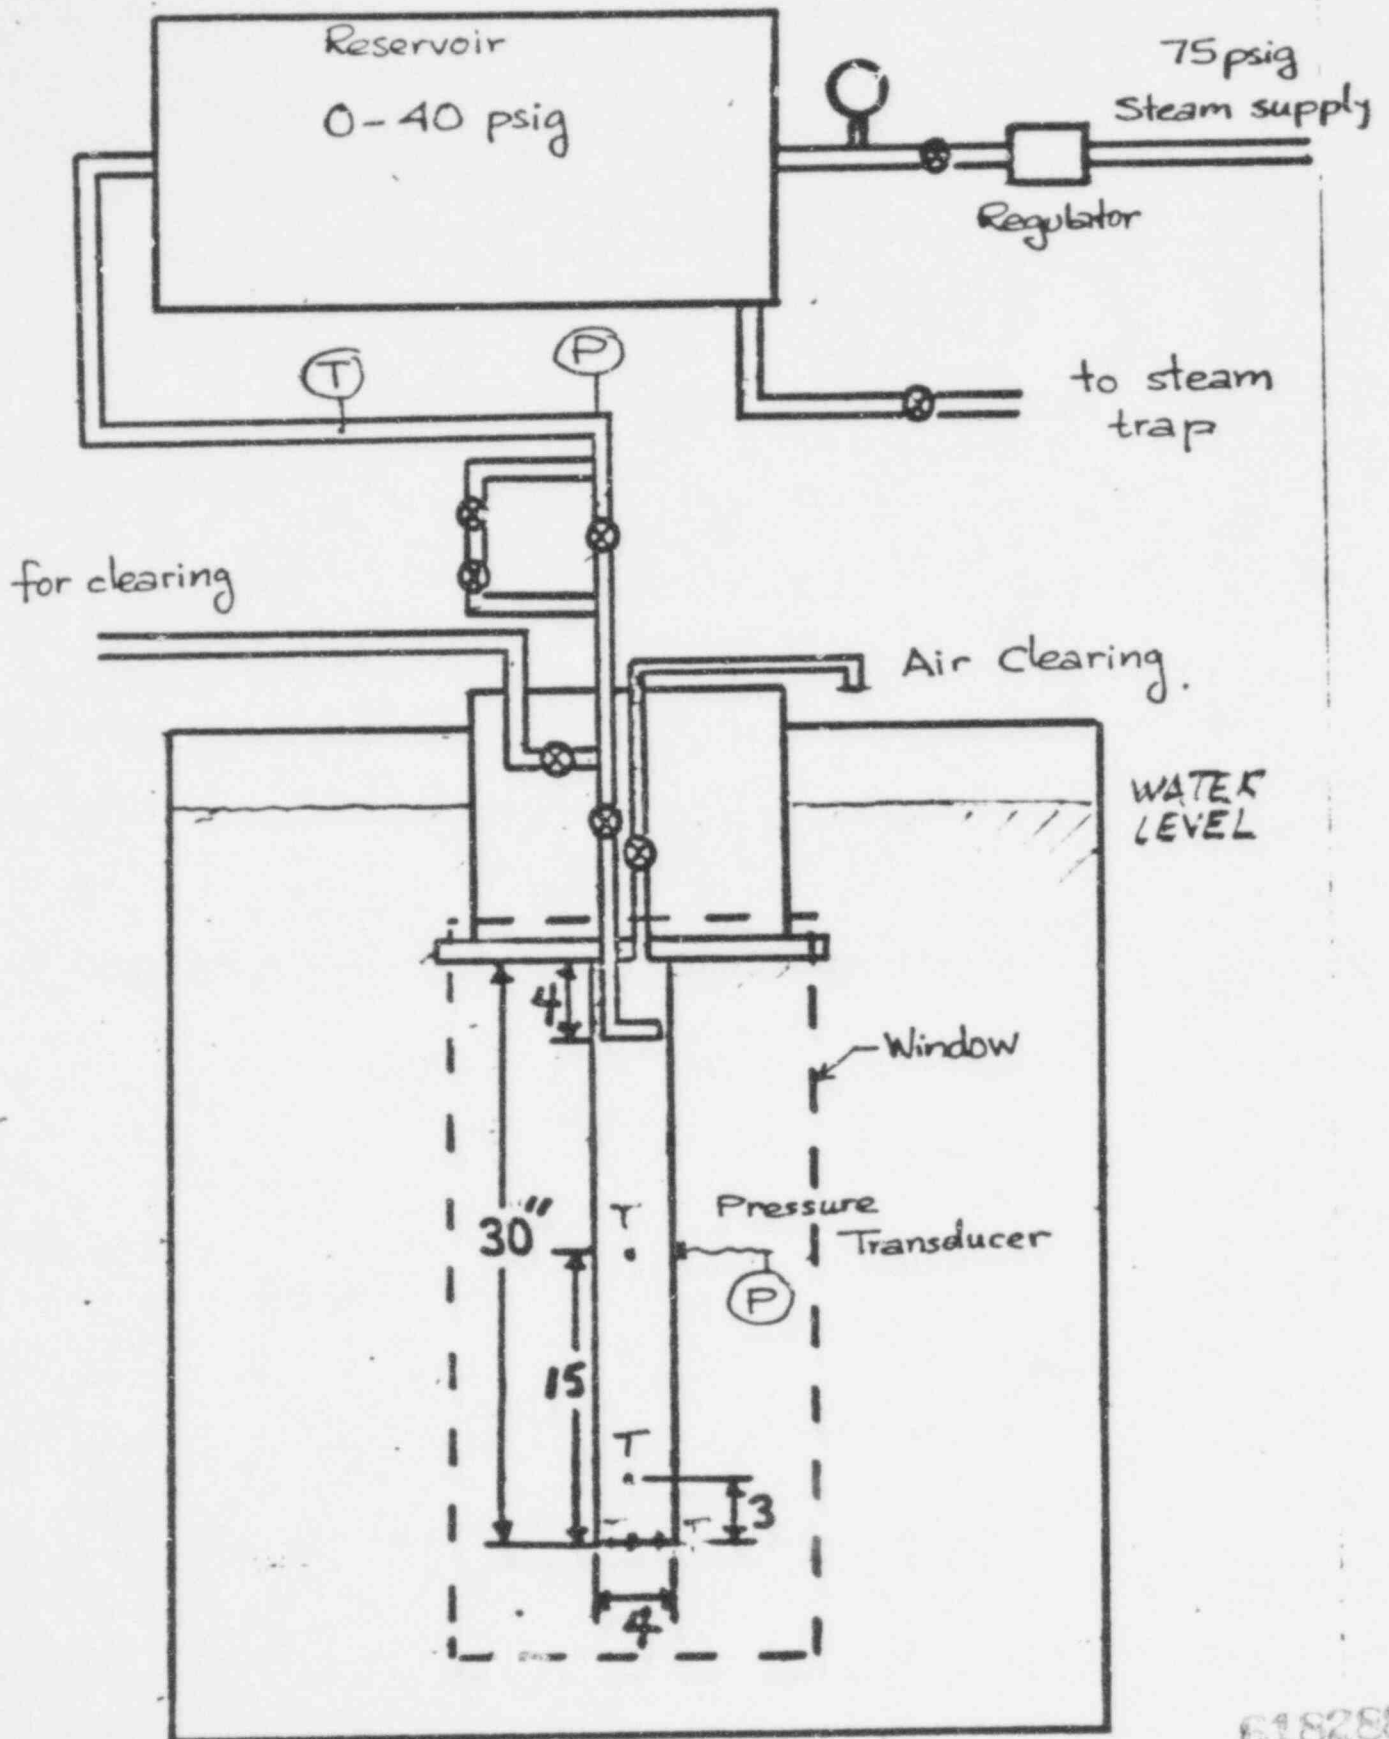 Reservoir
0-40 psig
75 psig
Steam supply
Regulator
T
P
to steam
trap
for clearing
Air Clearing.
WATER
LEVEL
4
Window
30"
T
Pressure
Transducer
P
15
T
3
T
T
4